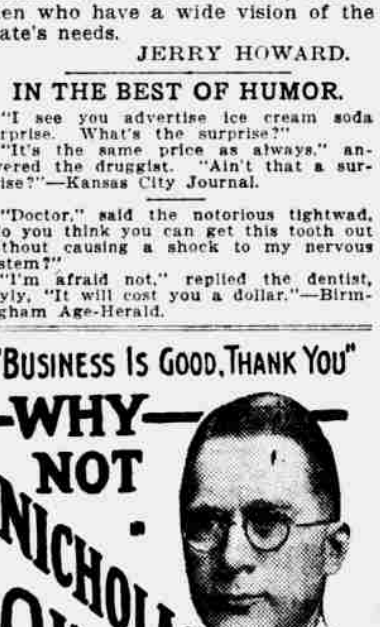 en who have a wide vision of the
ate's needs.
JERRY HOWARD.
IN THE BEST OF HUMOR.
"I see you advertise ice cream soda
rprise. What's the surprise?"
"It's the same price as always," an-
ered the druggist. "Ain't that a sur-
ise?"—Kansas City Journal.
"Doctor," said the notorious tightwad,
o you think you can get this tooth out
thout causing a shock to my nervous
stem?"
"I'm afraid not," replied the dentist,
yly, "It will cost you a dollar."—Birm-
gham Age-Herald.
"BUSINESS IS GOOD, THANK YOU"
-WHY-
NOT
NICHOL